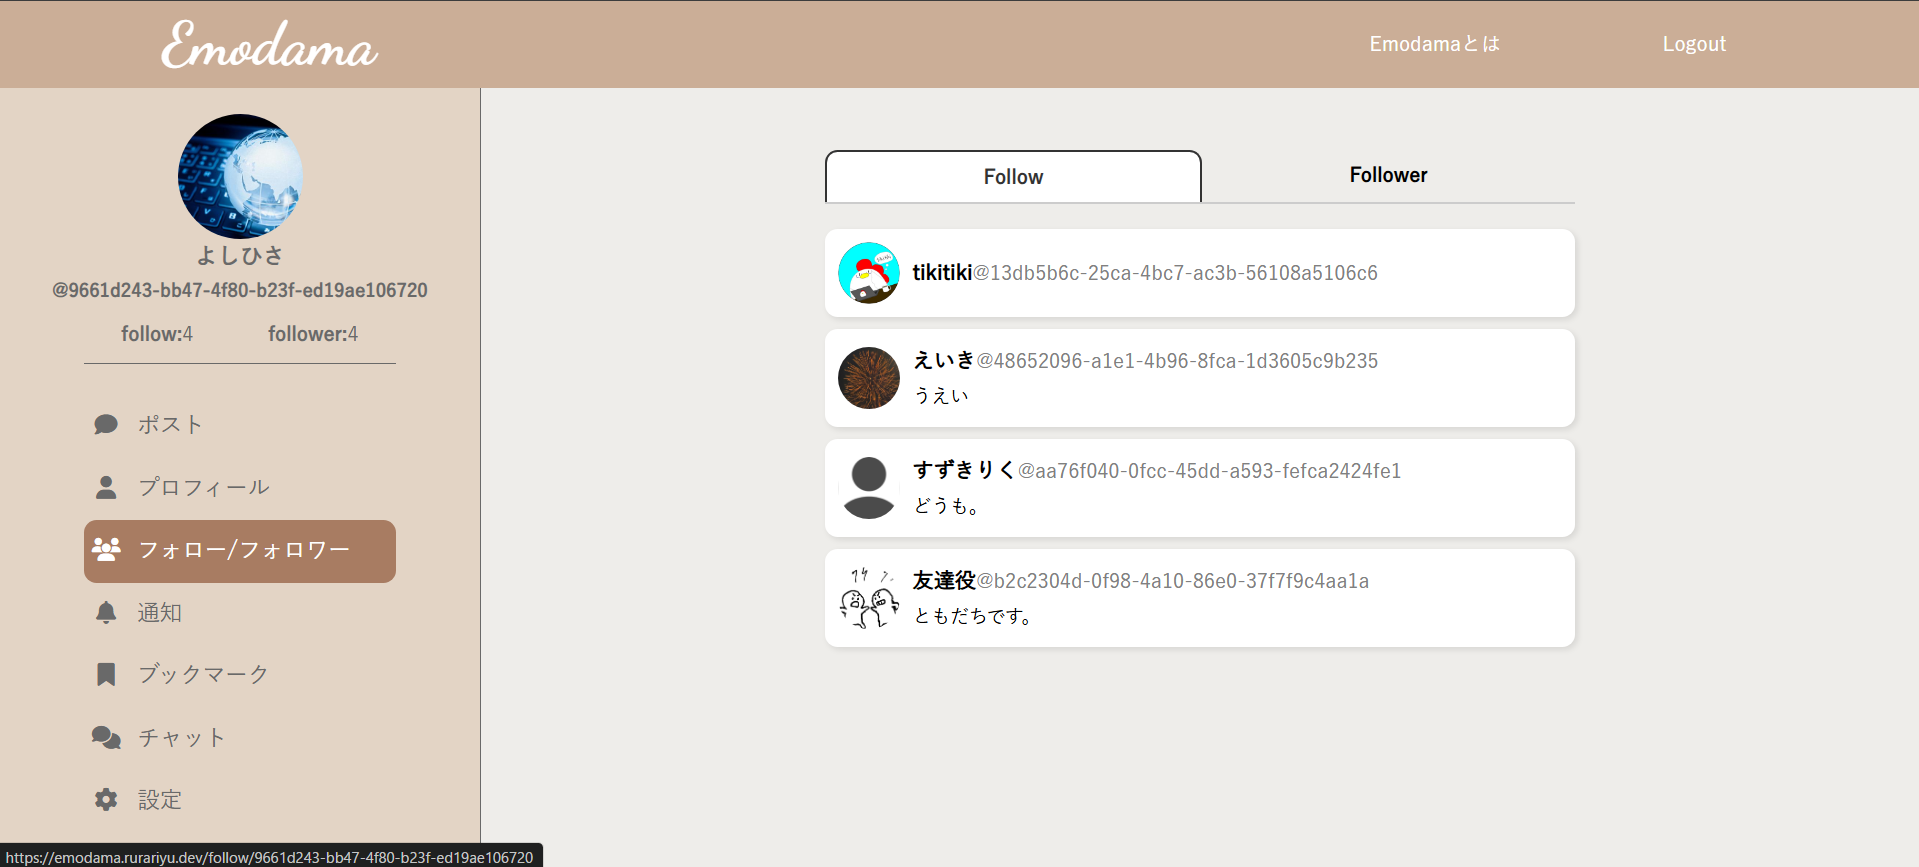 Emodama
Emodamaとは
Logout
よしひさ
@9661d243-bb47-4f80-b23f-ed19ae106720
follow:4
follower:4
ポスト
プロフィール
フォロー/フォロワー
通知
ブックマーク
チャット
設定
Follow
Follower
tikitiki@13db5b6c-25ca-4bc7-ac3b-56108a5106c6
えいき@48652096-a1e1-4b96-8fca-1d3605c9b235
うえい
すずきりく@aa76f040-0fcc-45dd-a593-fefca2424fe1
どうも。
友達役@b2c2304d-0f98-4a10-86e0-37f7f9c4aa1a
ともだちです。
https://emodama.rurariyu.dev/follow/9661d243-bb47-4f80-b23f-ed19ae106720